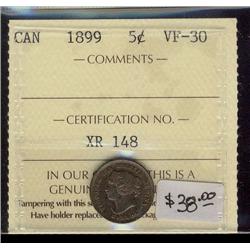 CAN 1899 5¢ VF-30
— COMMENTS —
— CERTIFICATION NO. —
XR 148
IN OUR THIS IS A
GENUIN
Tampering with this s
Have holder replace
$38.00